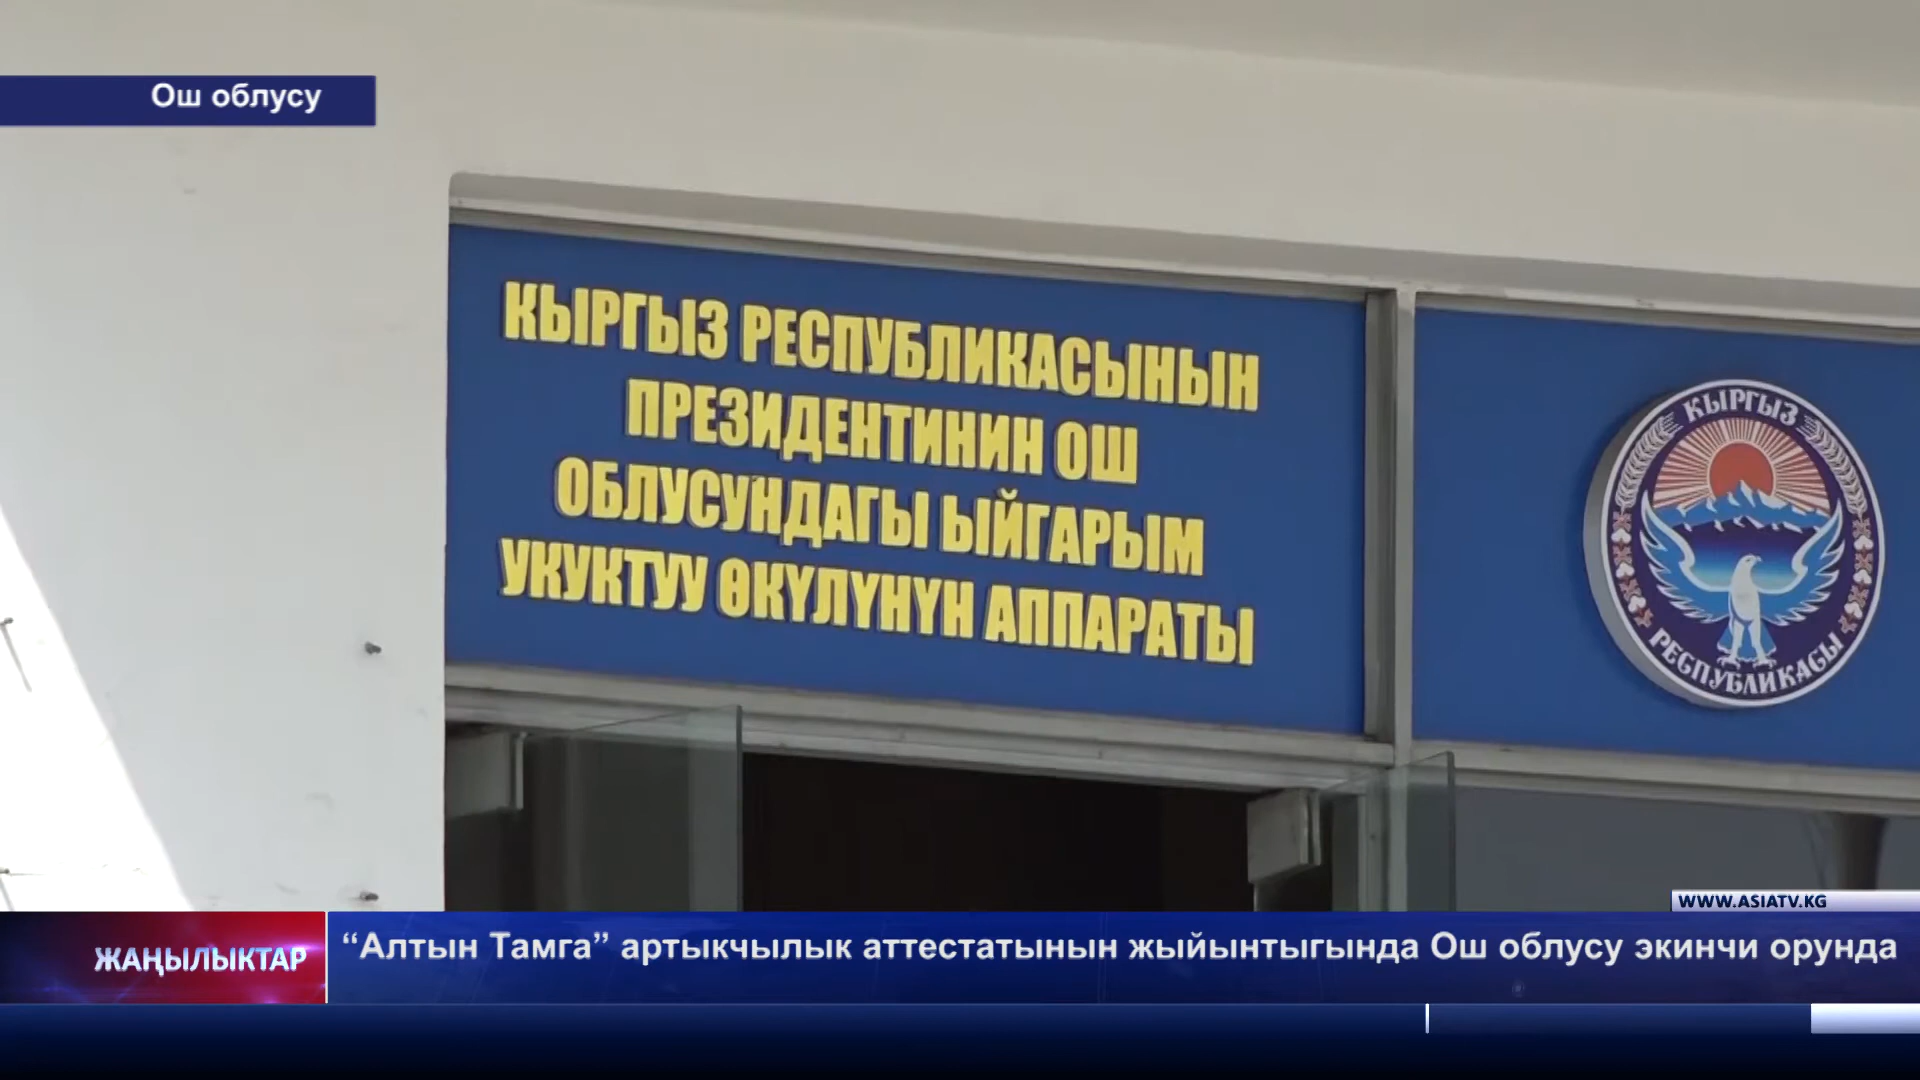 Ош облусу
КЫРГЫЗ РЕСПУБЛИКАСЫНЫН
ПРЕЗИДЕНТИНИН ОШ
ОБЛУСУНДАГЫ ЫЙГАРЫМ
УКУКТУУ ӨКҮЛҮНҮН АППАРАТЫ
КЫРГЫЗ
РЕСПУБЛИКАСЫ
WWW.ASIATV.KG
ЖАҢЫЛЫКТАР
“Алтын Тамга” артыкчылык аттестатынын жыйынтыгында Ош облусу экинчи орунда